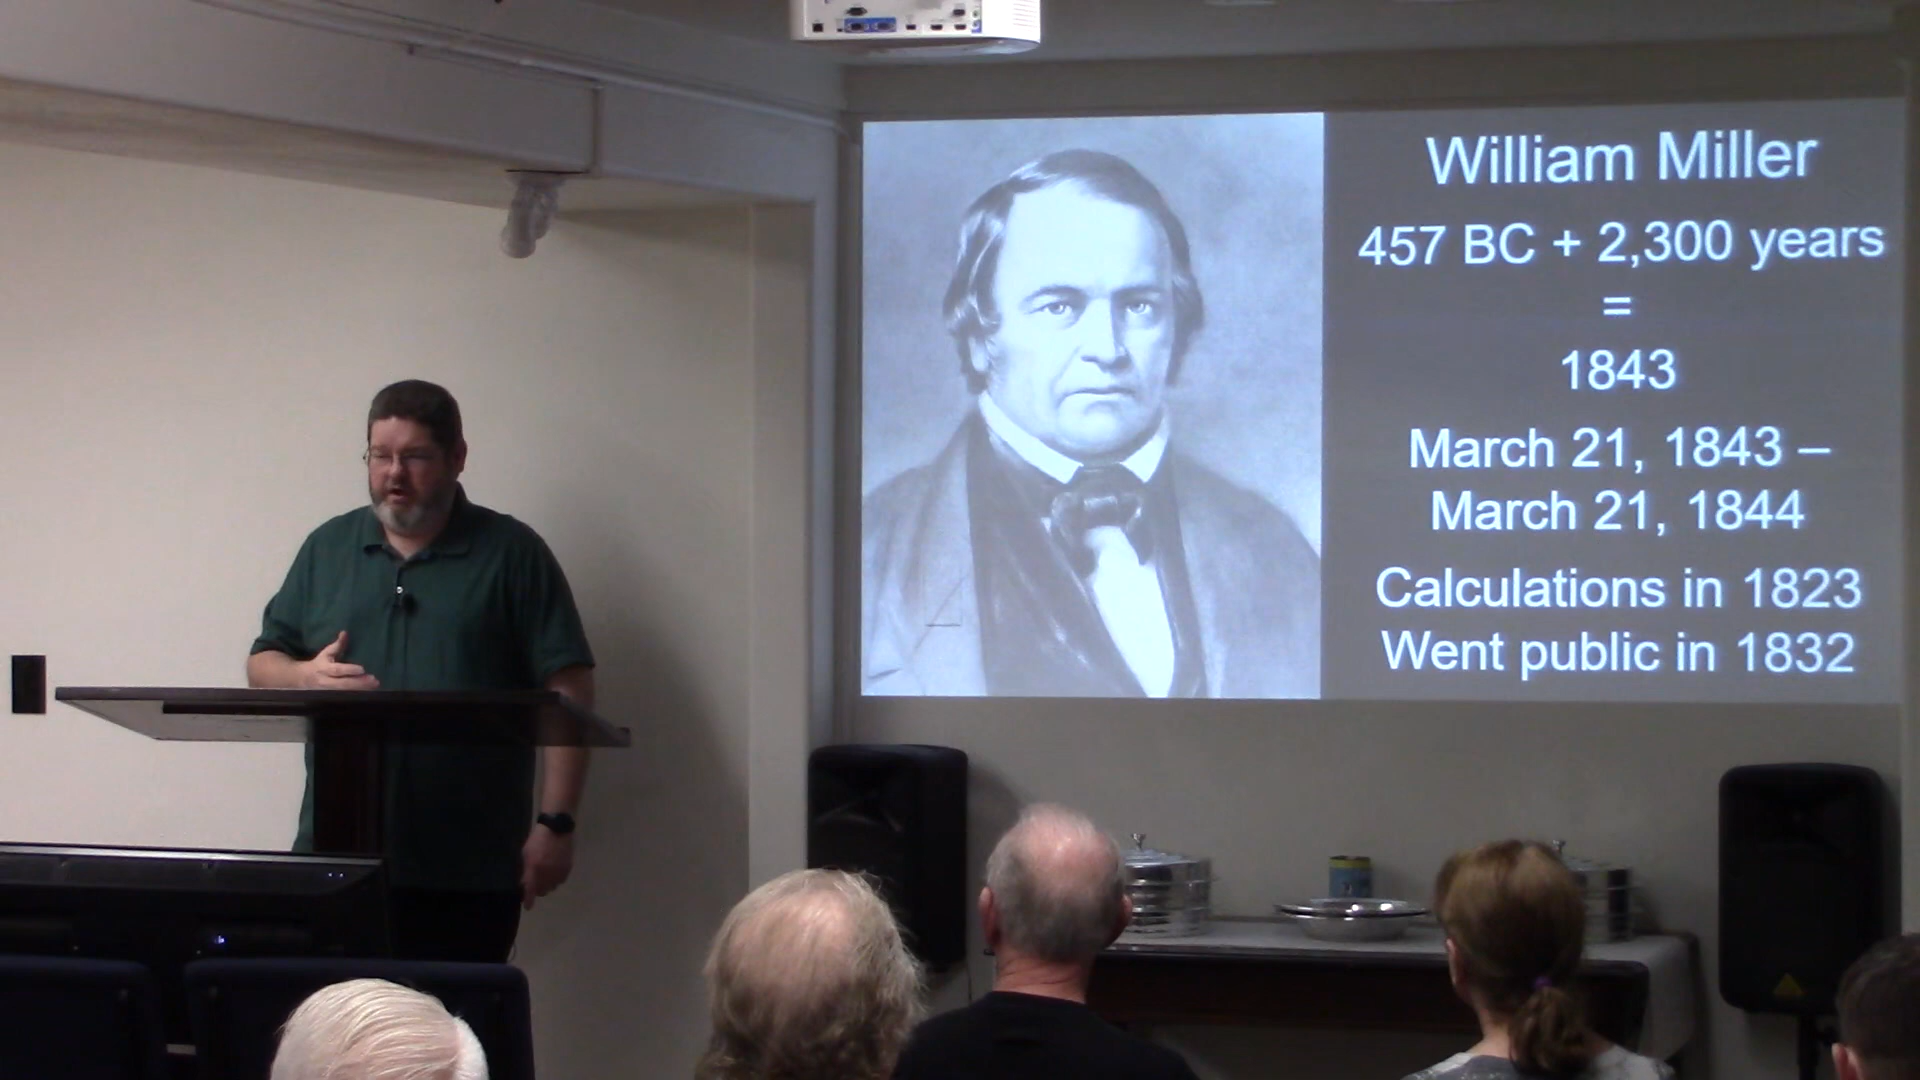 William Miller
457 BC + 2,300 years
=
1843
March 21, 1843 –
March 21, 1844
Calculations in 1823
Went public in 1832